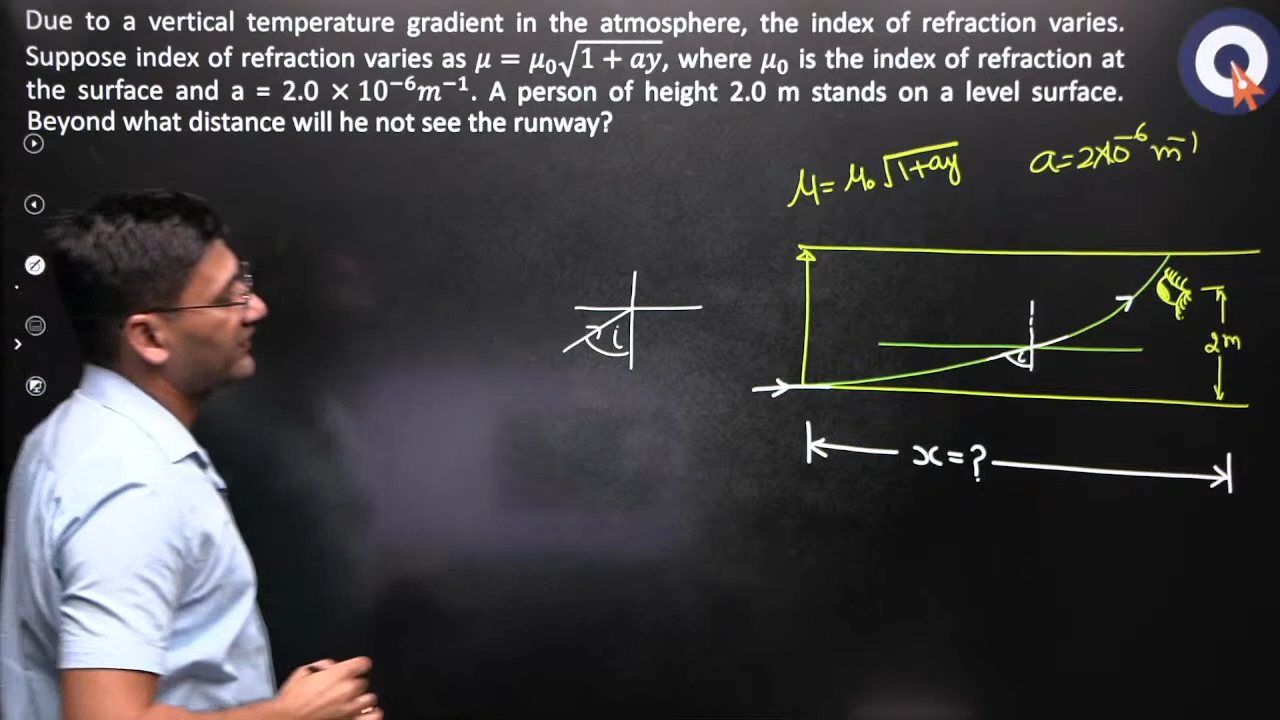 Due to a vertical temperature gradient in the atmosphere, the index of refraction varies.
Suppose index of refraction varies as μ = μ₀√(1 + ay), where μ₀ is the index of refraction at
the surface and a = 2.0 × 10⁻⁶m⁻¹. A person of height 2.0 m stands on a level surface.
Beyond what distance will he not see the runway?
μ = μ₀√(1+ay)
a=2×10⁻⁶ m⁻¹
i
i
2m
x = ?